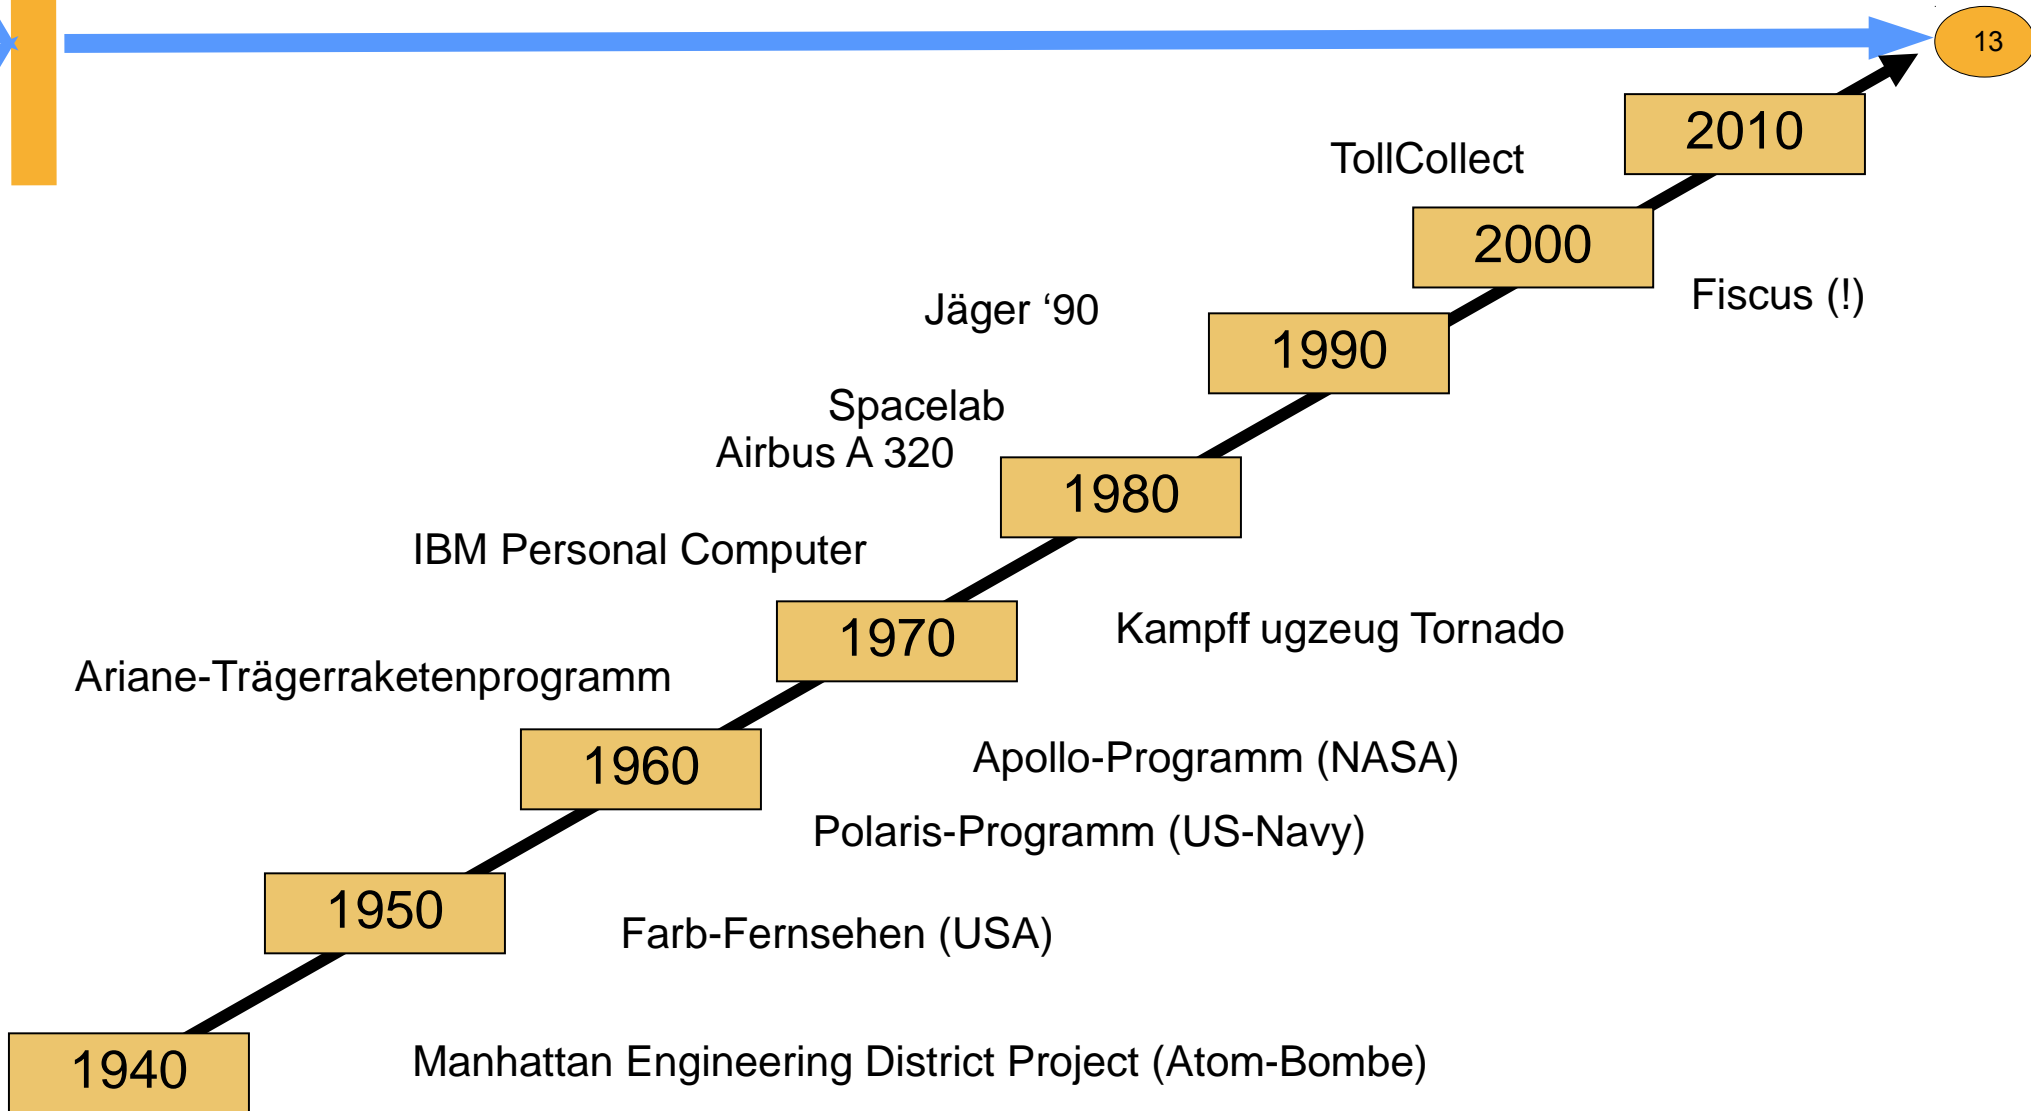 13
2010
TollCollect
2000
Fiscus (!)
Jäger ‘90
1990
Spacelab
Airbus A 320
1980
IBM Personal Computer
1970
Kampff ugzeug Tornado
Ariane-Trägerraketenprogramm
1960
Apollo-Programm (NASA)
Polaris-Programm (US-Navy)
1950
Farb-Fernsehen (USA)
1940
Manhattan Engineering District Project (Atom-Bombe)